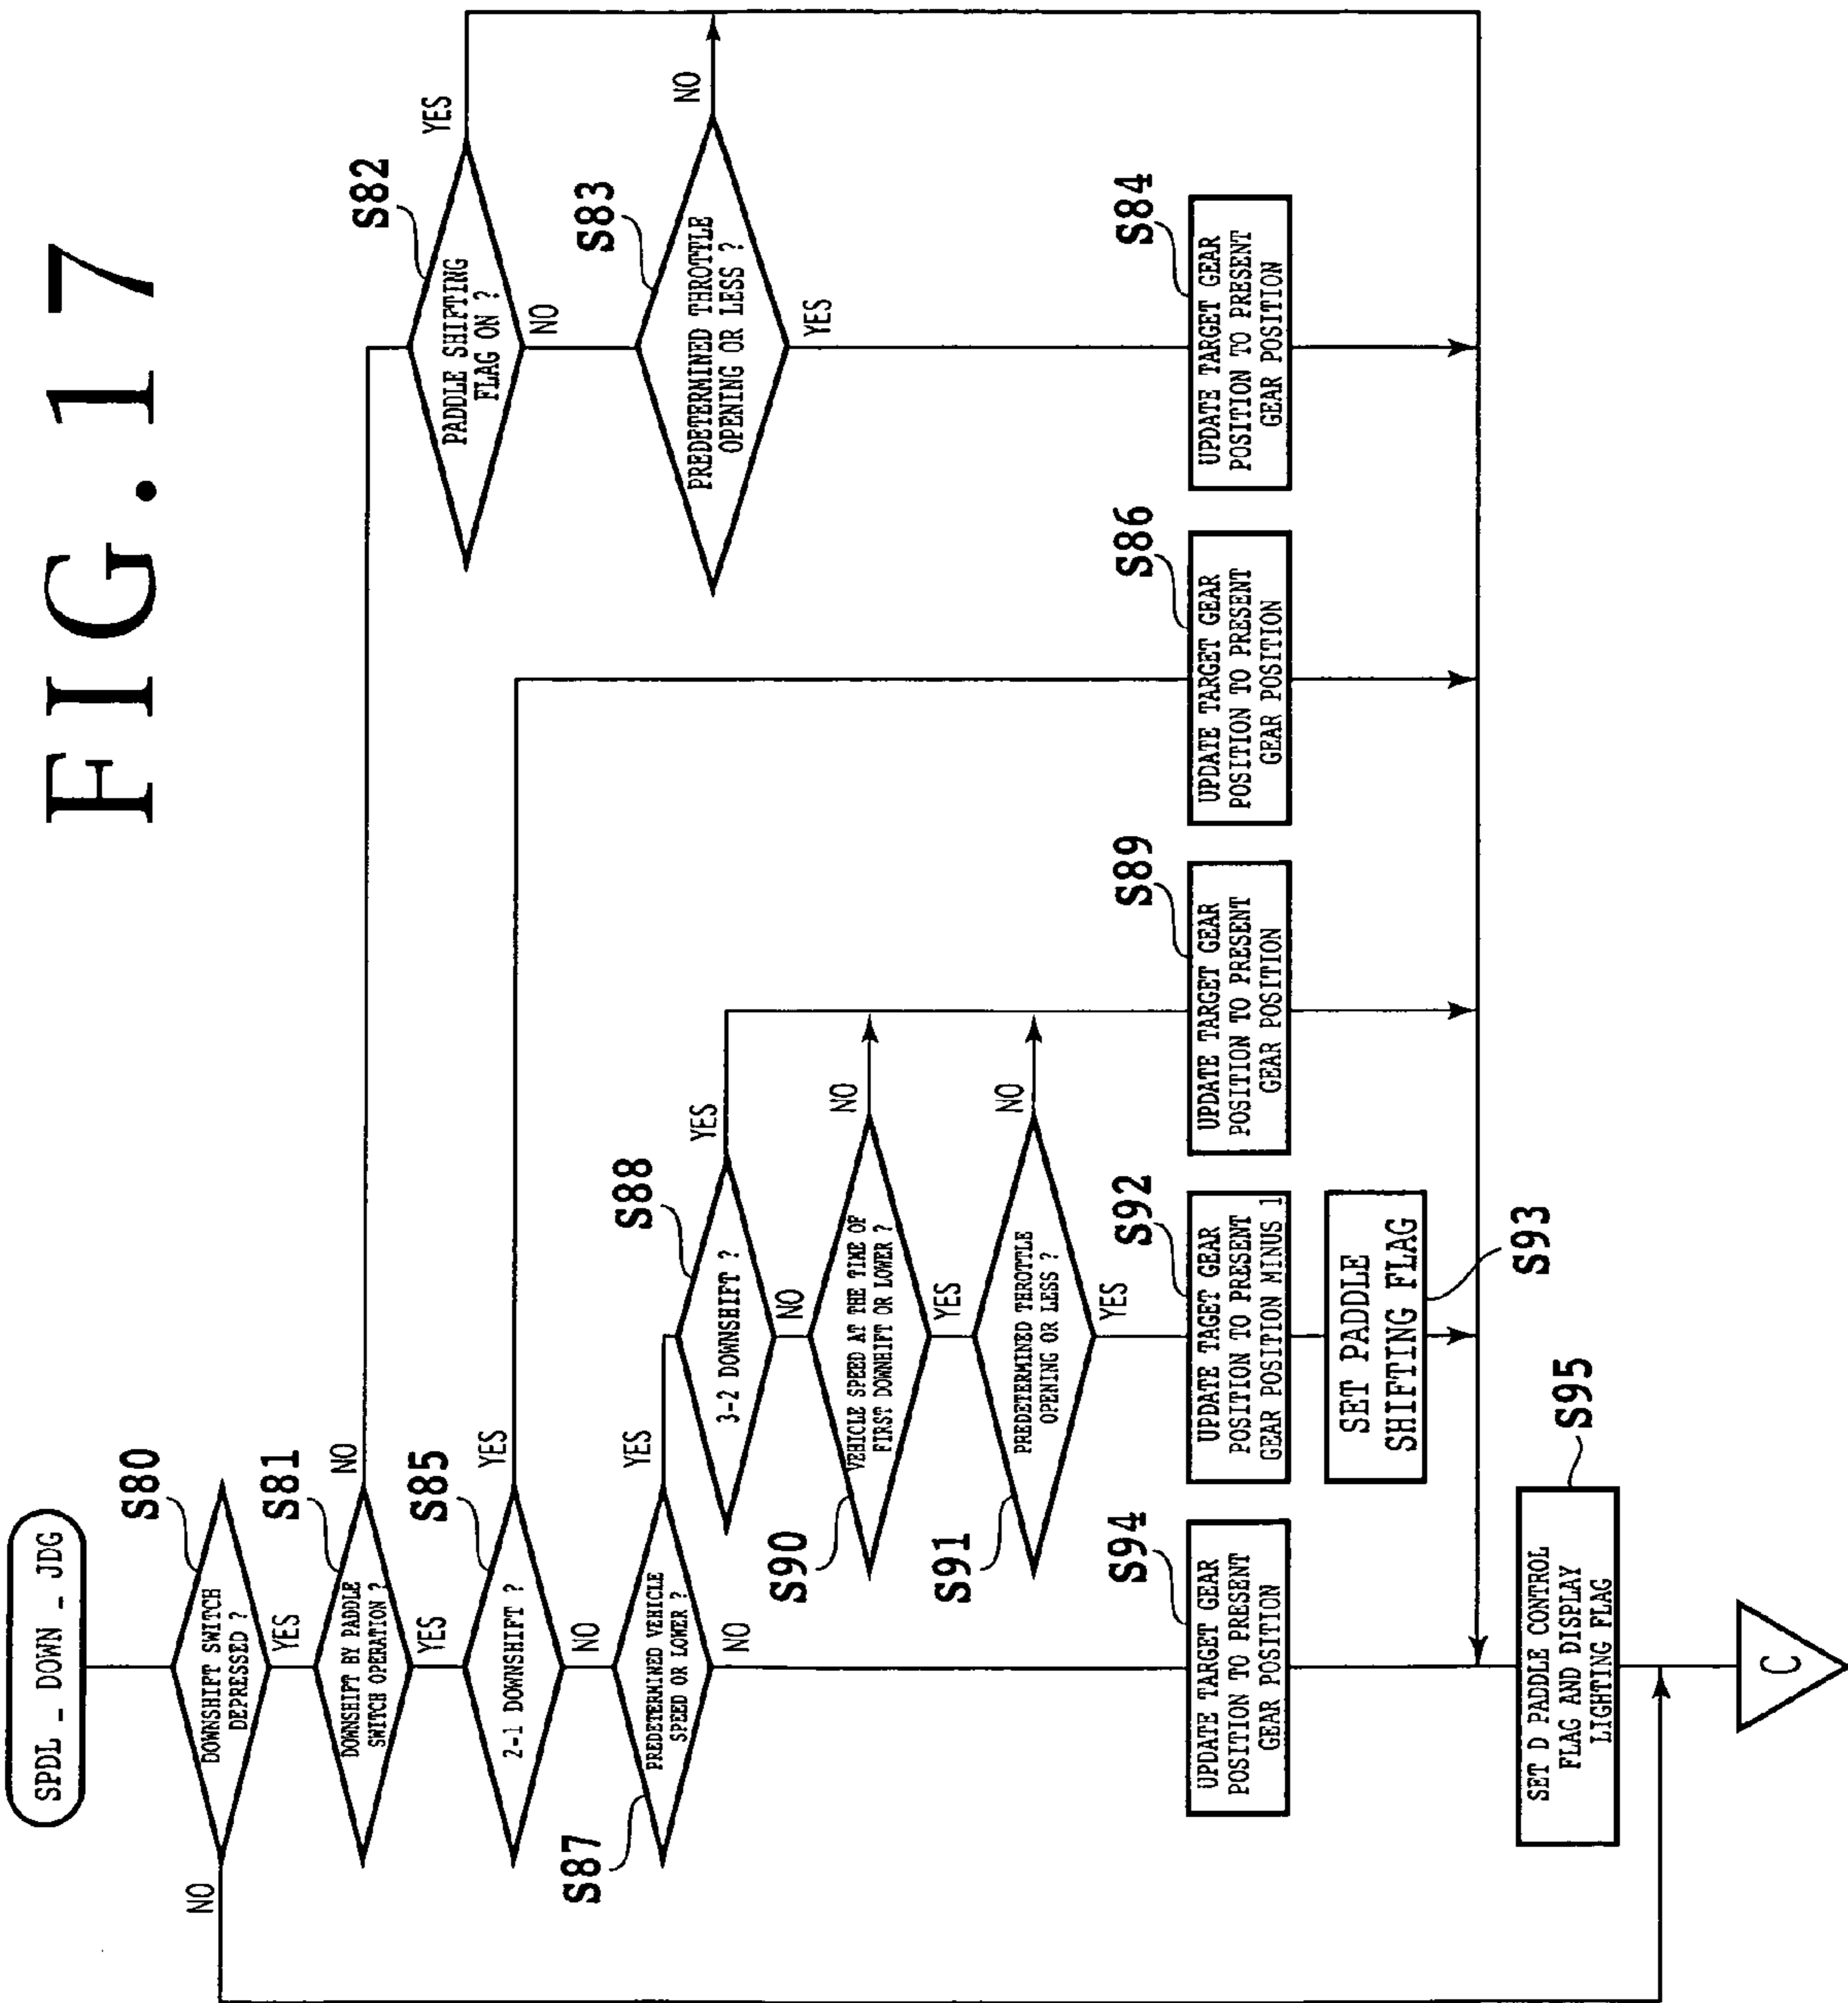 FIG.17
SPDL _ DOWN _ JDG
S80
DOWNSHIFT SWITCH
DEPRESSED ?
NO
YES
S81
DOWNSHIFT BY PADDLE
SWITCH OPERATION ?
NO
YES
S82
PADDLE SHIFTING
FLAG ON ?
YES
NO
S83
PREDETERMINED THROTTLE
OPENING OR LESS ?
NO
YES
S84
UPDATE TARGET GEAR
POSITION TO PRESENT
GEAR POSITION
S85
2-1 DOWNSHIFT ?
YES
NO
S86
UPDATE TARGET GEAR
POSITION TO PRESENT
GEAR POSITION
S87
PREDETERMINED VEHICLE
SPEED OR LOWER ?
YES
NO
S88
3-2 DOWNSHIFT ?
YES
NO
S89
UPDATE TARGET GEAR
POSITION TO PRESENT
GEAR POSITION
S90
VEHICLE SPEED AT THE TIME OF
FIRST DOWNHIFT OR LOWER ?
NO
YES
S91
PREDETERMINED THROTTLE
OPENING OR LESS ?
NO
YES
S92
UPDATE TAGET GEAR
POSITION TO PRESENT
GEAR POSITION MINUS 1
SET PADDLE
SHIFTING FLAG
S93
S94
UPDATE TARGET GEAR
POSITION TO PRESENT
GEAR POSITION
S95
SET D PADDLE CONTROL
FLAG AND DISPLAY
LIGHTING FLAG
C